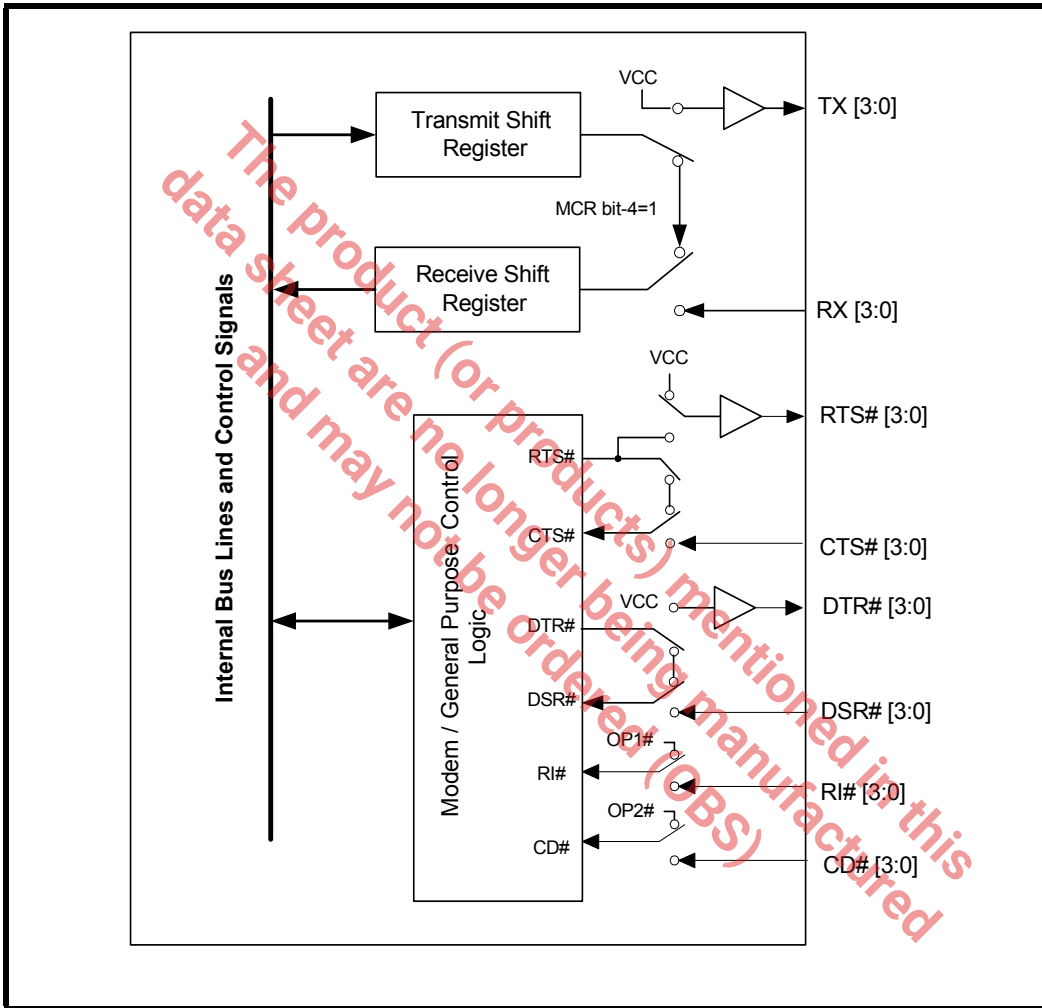 VCC
TX [3:0]
Transmit Shift
Register
MCR bit-4=1
Receive Shift
Register
RX [3:0]
Internal Bus Lines and Control Signals
VCC
RTS# [3:0]
RTS#
CTS#
CTS# [3:0]
Modem / General Purpose Control
Logic
VCC
DTR# [3:0]
DTR#
DSR#
DSR# [3:0]
OP1#
RI#
RI# [3:0]
OP2#
CD#
CD# [3:0]
The product (or products) mentioned in this
data sheet are no longer being manufactured
and may not be ordered (OBS)